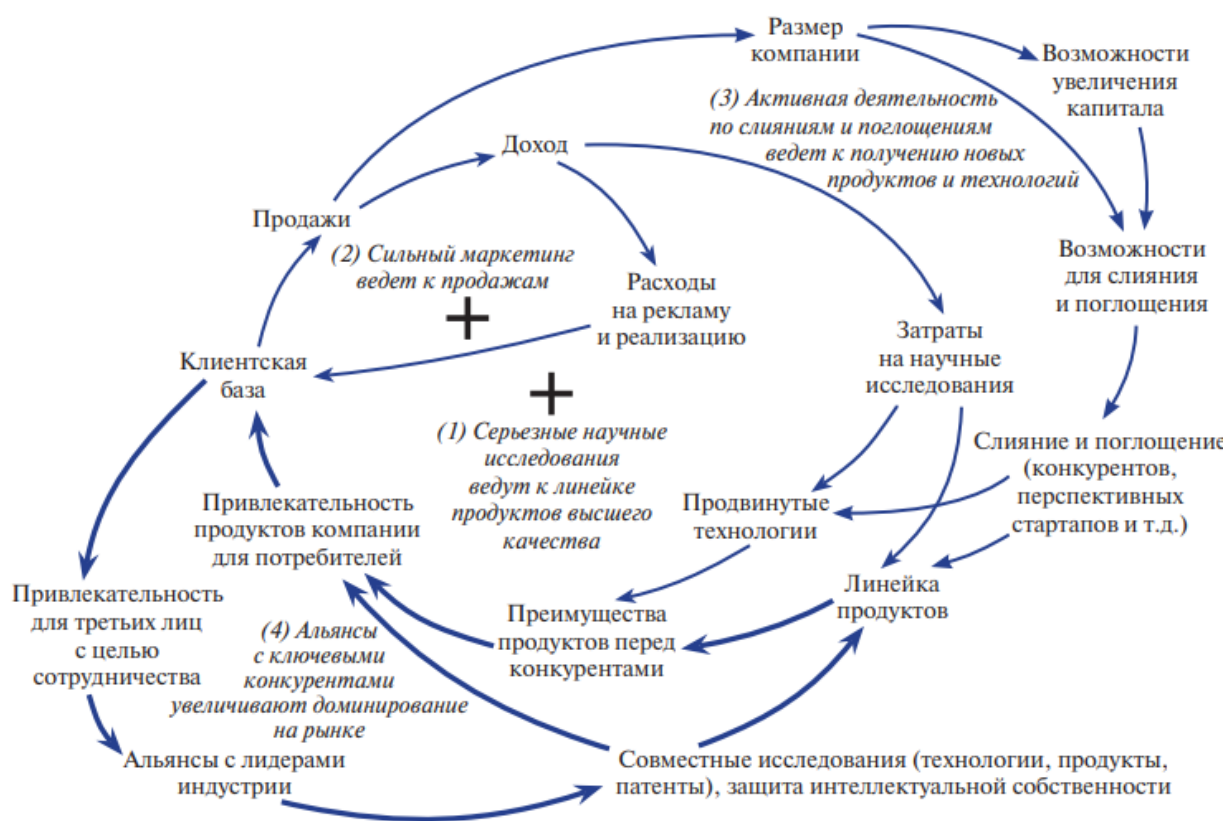 Размер
компании
Возможности
увеличения
капитала
(3) Активная деятельность
по слияниям и поглощениям
ведет к получению новых
продуктов и технологий
Доход
Продажи
(2) Сильный маркетинг
ведет к продажам
+
Расходы
на рекламу
и реализацию
Возможности
для слияния
и поглощения
Затраты
на научные
исследования
Клиентская
база
+
(1) Серьезные научные
исследования
ведут к линейке
продуктов высшего
качества
Слияние и поглощение
(конкурентов,
перспективных
стартапов и т.д.)
Привлекательность
продуктов компании
для потребителей
Продвинутые
технологии
Линейка
продуктов
Привлекательность
для третьих лиц
с целью
сотрудничества
Преимущества
продуктов перед
конкурентами
(4) Альянсы
с ключевыми
конкурентами
увеличивают доминирование
на рынке
Альянсы с лидерами
индустрии
Совместные исследования (технологии, продукты,
патенты), защита интеллектуальной собственности